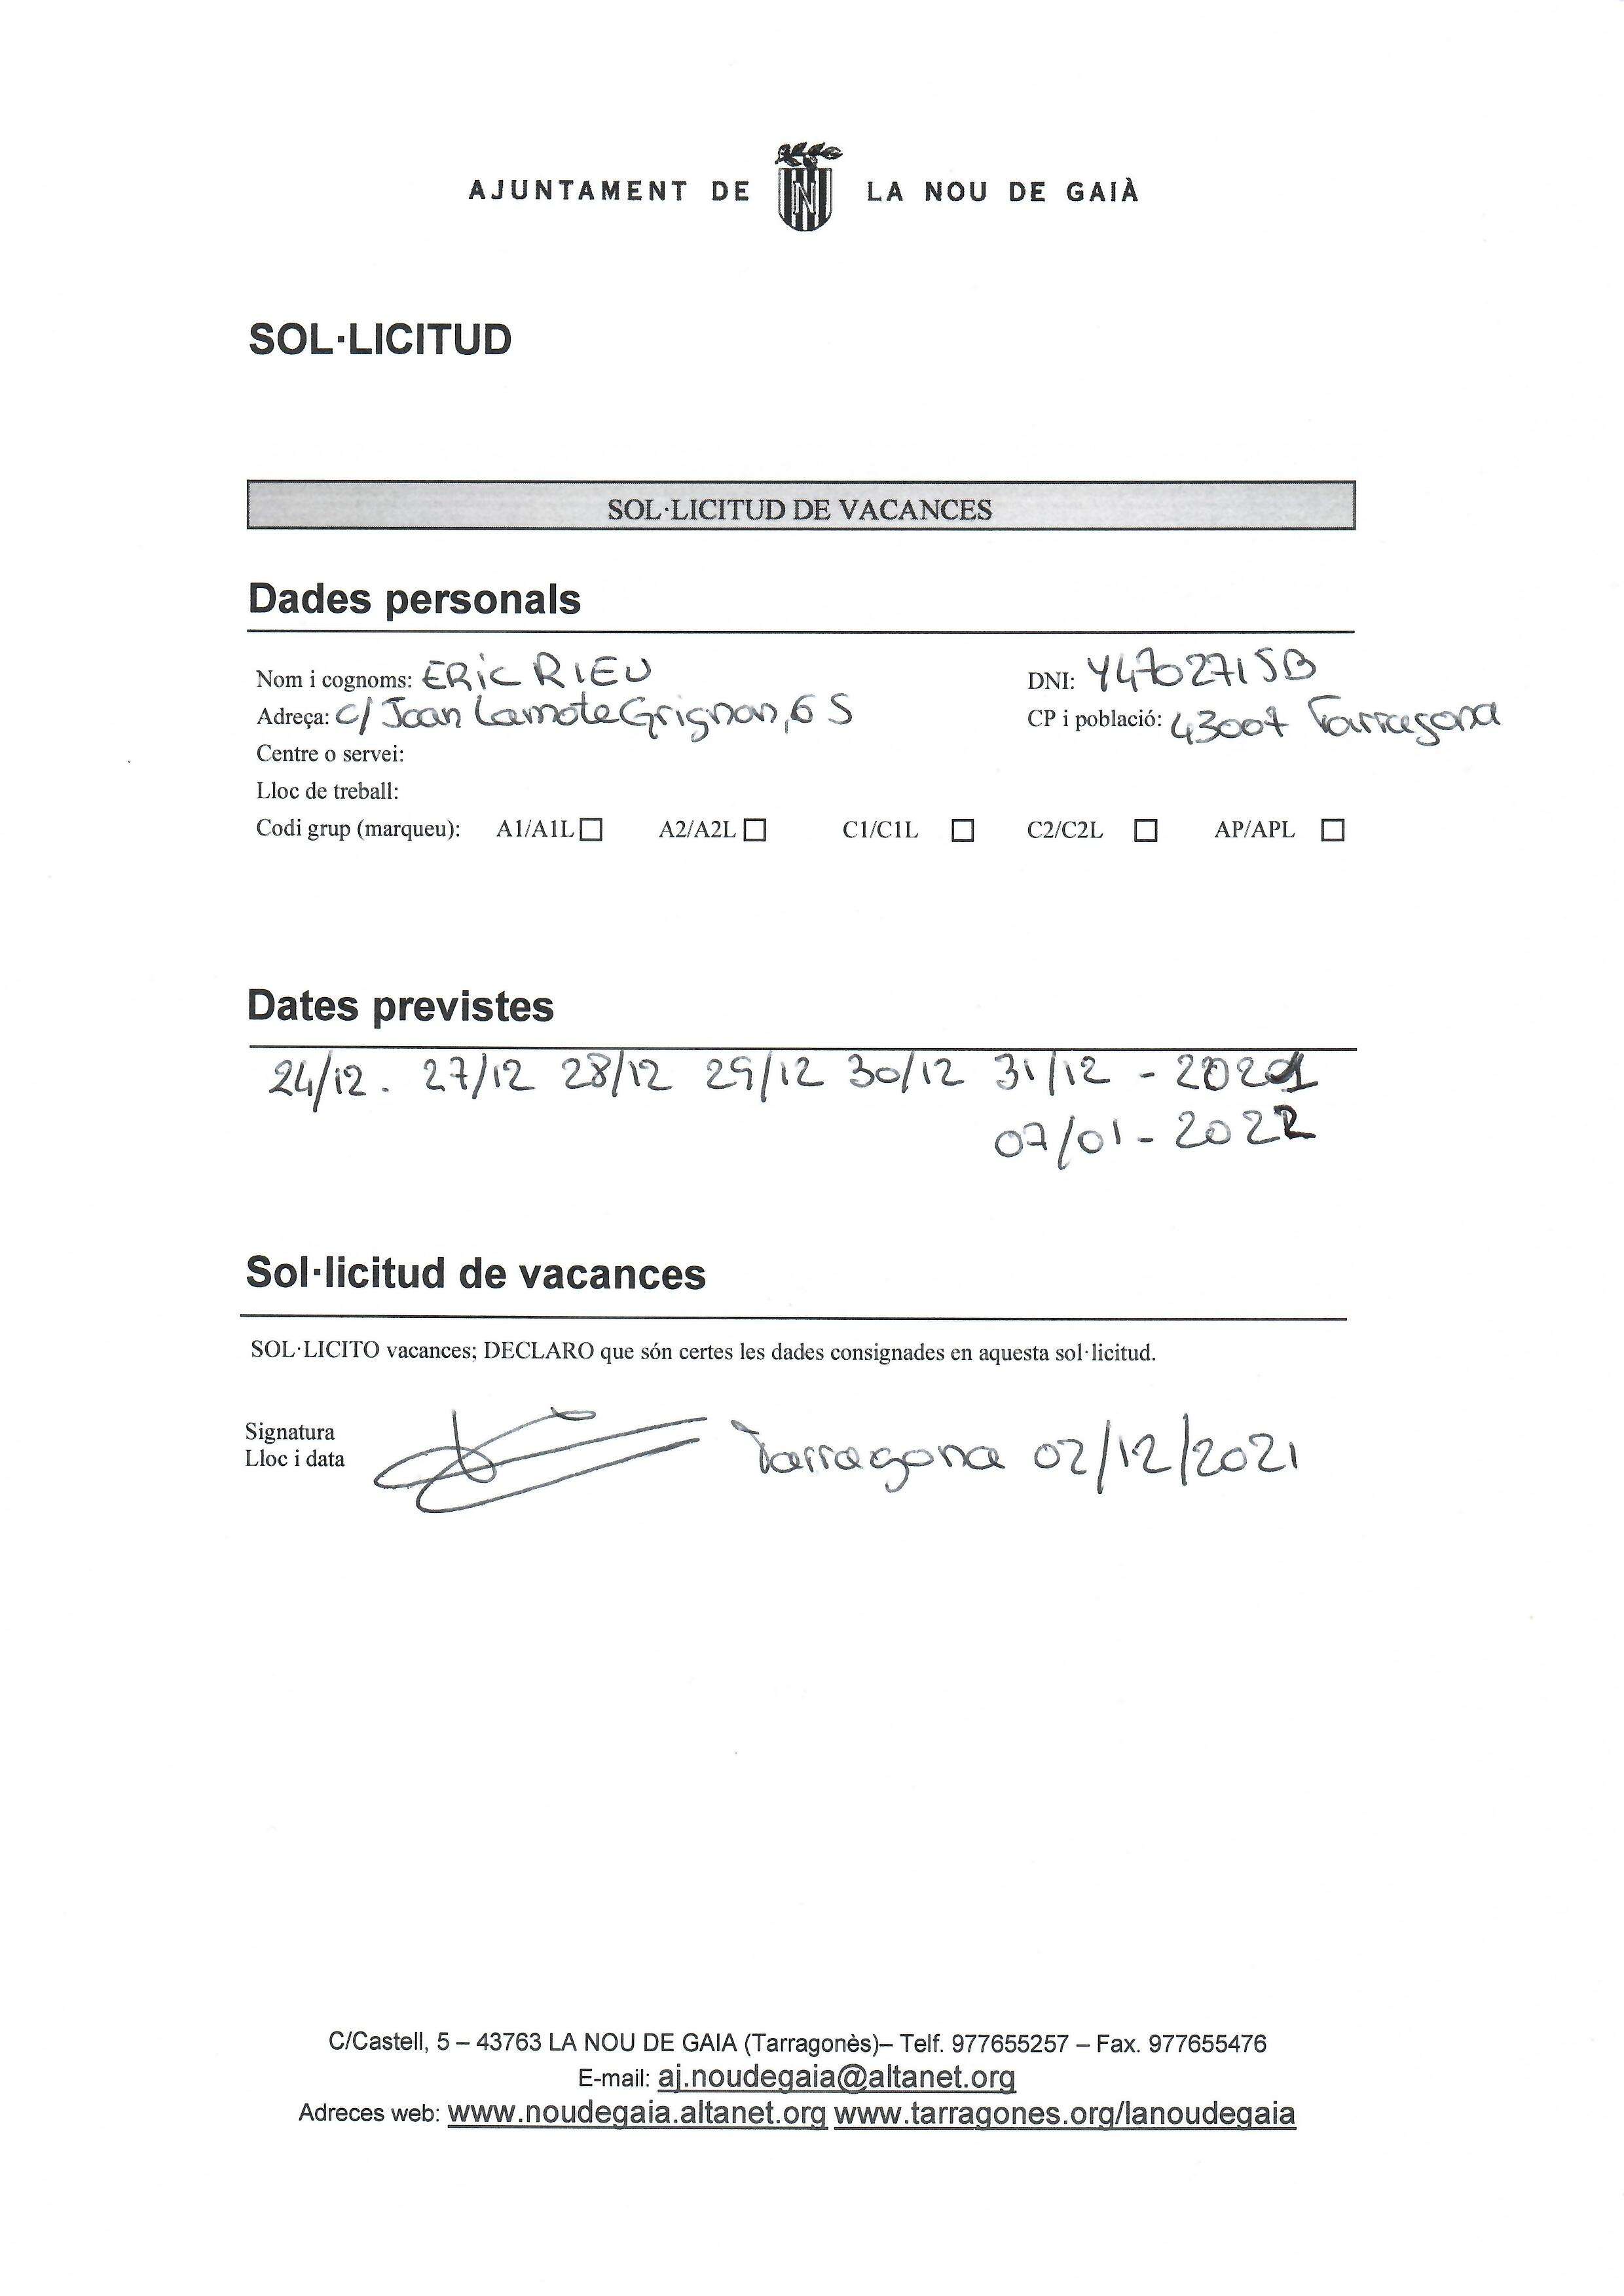 AJUNTAMENT DE LA NOU DE GAIÀ
SOL·LICITUD
SOL·LICITUD DE VACANCES
Dades personals
Nom i cognoms: ERIC RIEU DNI: Y4702715B
Adreça: c/ Joan Lamote Grignon, 6 S CP i població: 43007 Tarragona
Centre o servei:
Lloc de treball:
Codi grup (marqueu): A1/A1L A2/A2L C1/C1L C2/C2L AP/APL
Dates previstes
24/12. 27/12 28/12 29/12 30/12 31/12 - 2021
07/01 - 2022
Sol·licitud de vacances
SOL·LICITO vacances; DECLARO que són certes les dades consignades en aquesta sol·licitud.
Signatura
Lloc i data Tarragona 02/12/2021
C/Castell, 5 – 43763 LA NOU DE GAIA (Tarragonès)– Telf. 977655257 – Fax. 977655476
E-mail: aj.noudegaia@altanet.org
Adreces web: www.noudegaia.altanet.org www.tarragones.org/lanoudegaia